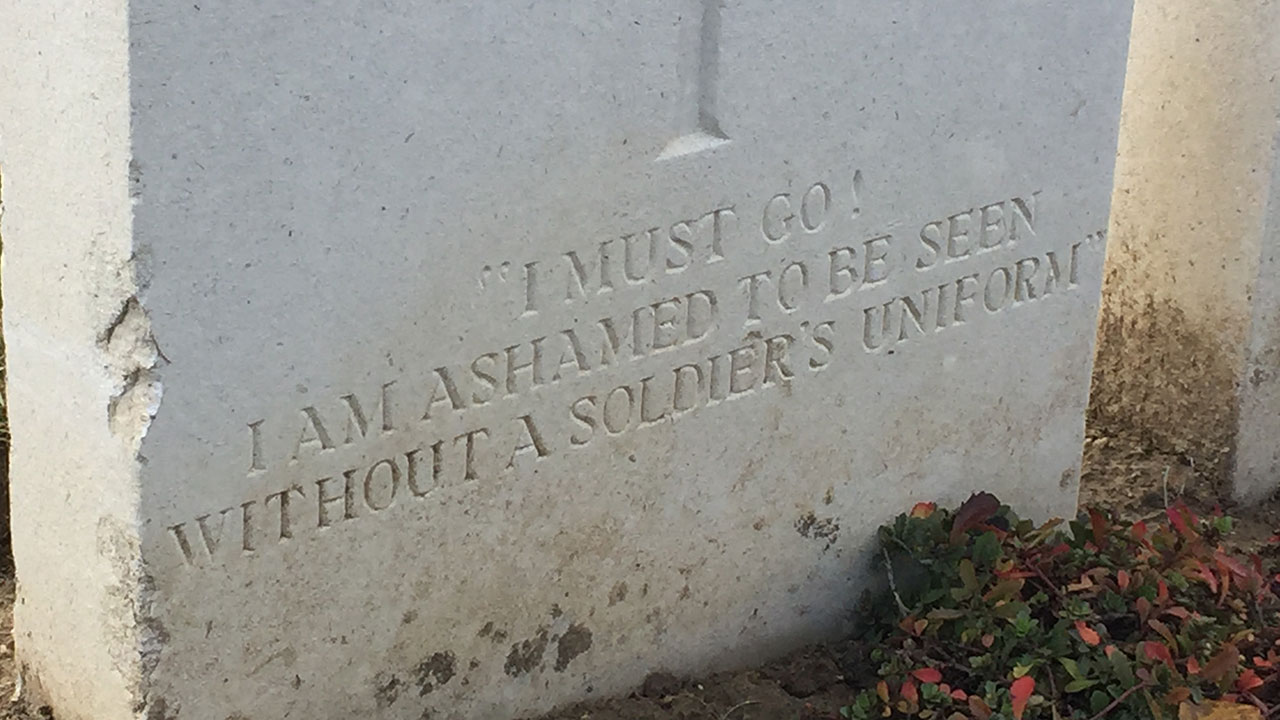 "I MUST GO!
I AM ASHAMED TO BE SEEN
WITHOUT A SOLDIER'S UNIFORM"